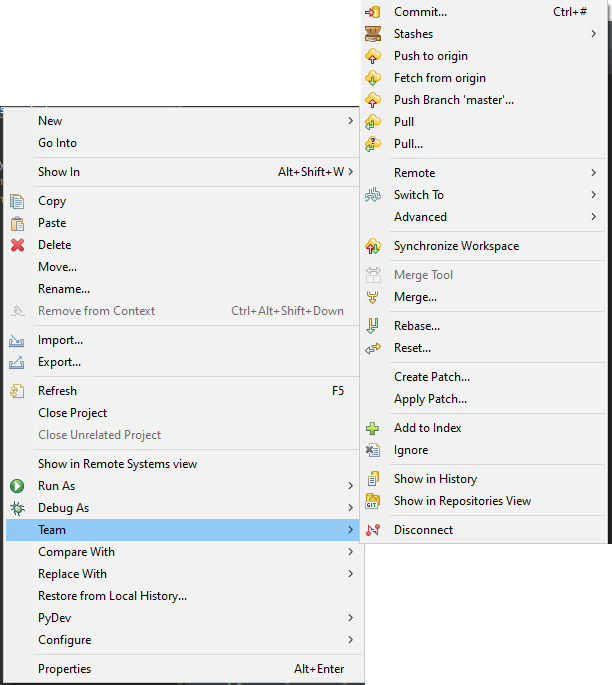 New
Go Into
Show In Alt+Shift+W
Copy
Paste
Delete
Move...
Rename...
Remove from Context Ctrl+Alt+Shift+Down
Import...
Export...
Refresh F5
Close Project
Close Unrelated Project
Show in Remote Systems view
Run As
Debug As
Team
Compare With
Replace With
Restore from Local History...
PyDev
Configure
Properties Alt+Enter
Commit... Ctrl+#
Stashes
Push to origin
Fetch from origin
Push Branch 'master'...
Pull
Pull...
Remote
Switch To
Advanced
Synchronize Workspace
Merge Tool
Merge...
Rebase...
Reset...
Create Patch...
Apply Patch...
Add to Index
Ignore
Show in History
GIT Show in Repositories View
Disconnect